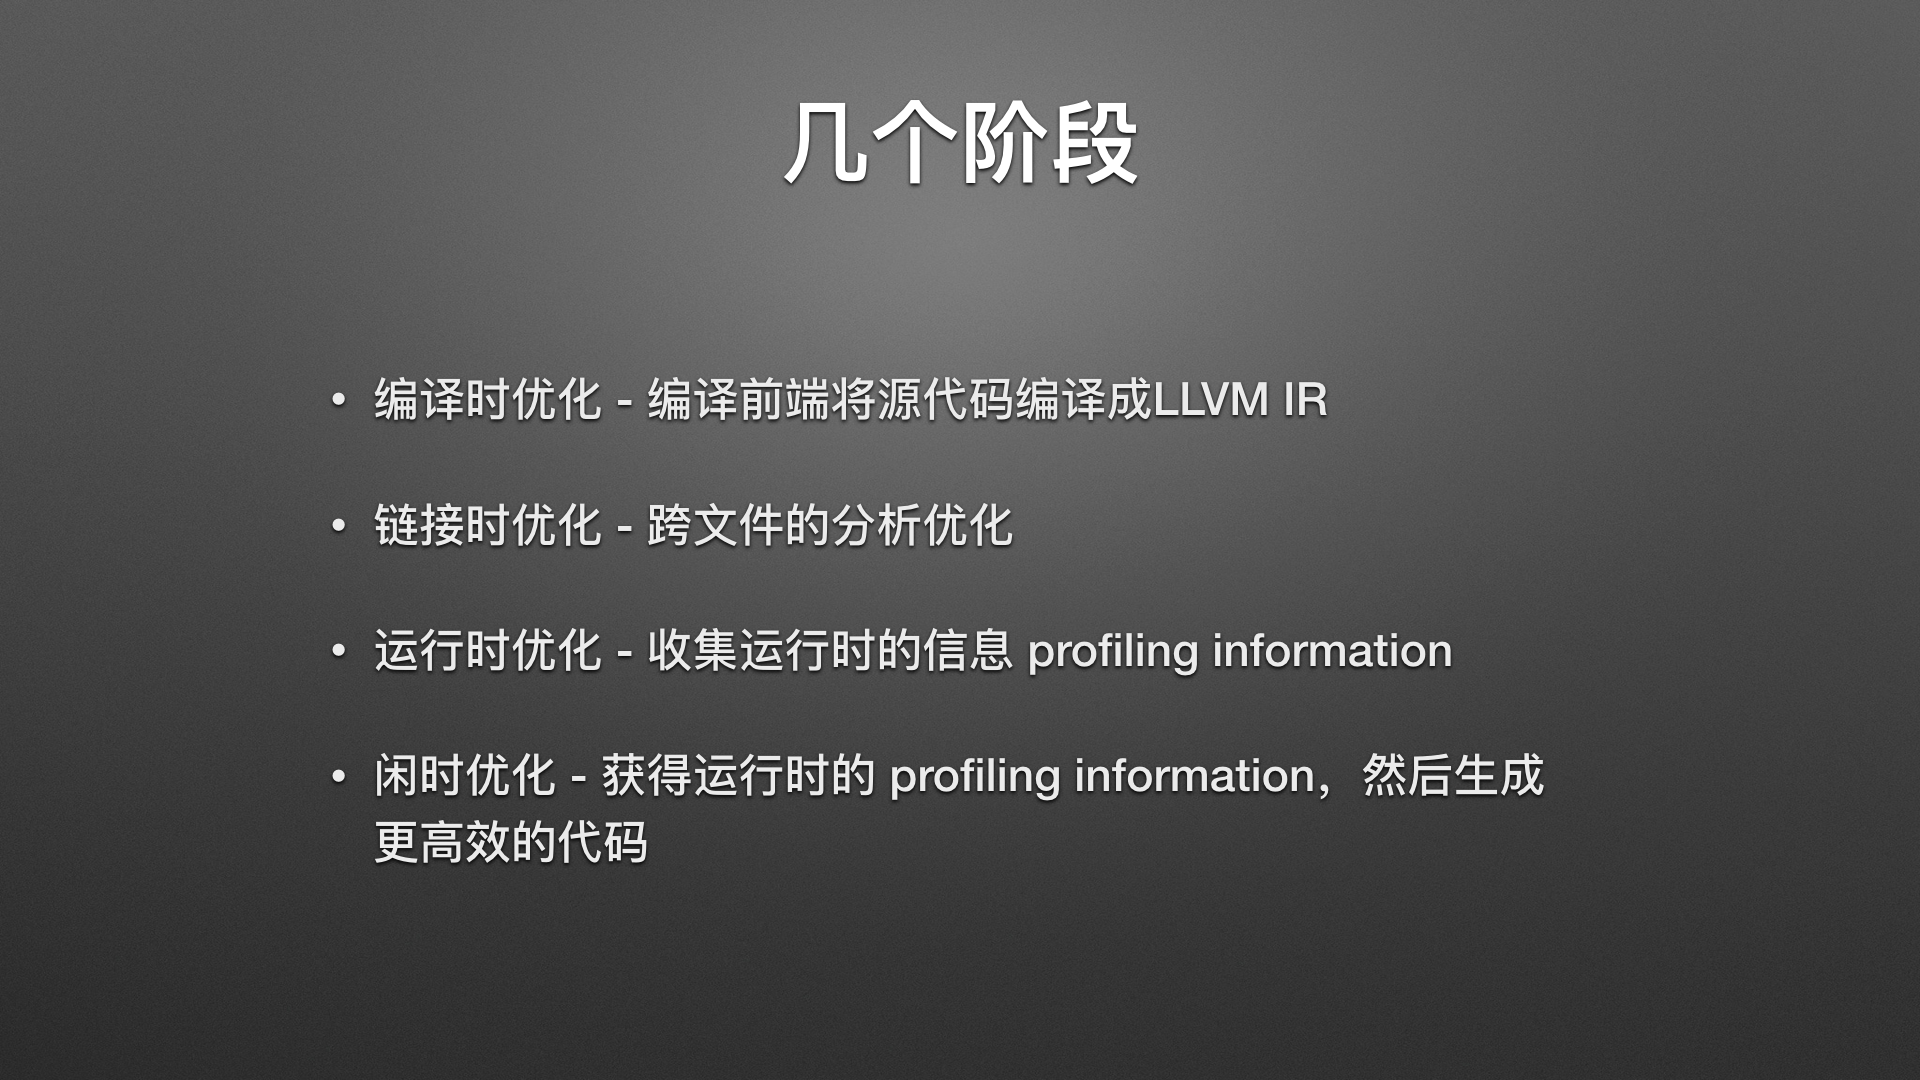 几个阶段
• 编译时优化 - 编译前端将源代码编译成LLVM IR
• 链接时优化 - 跨文件的分析优化
• 运行时优化 - 收集运行时的信息 profiling information
• 闲时优化 - 获得运行时的 profiling information，然后生成
更高效的代码